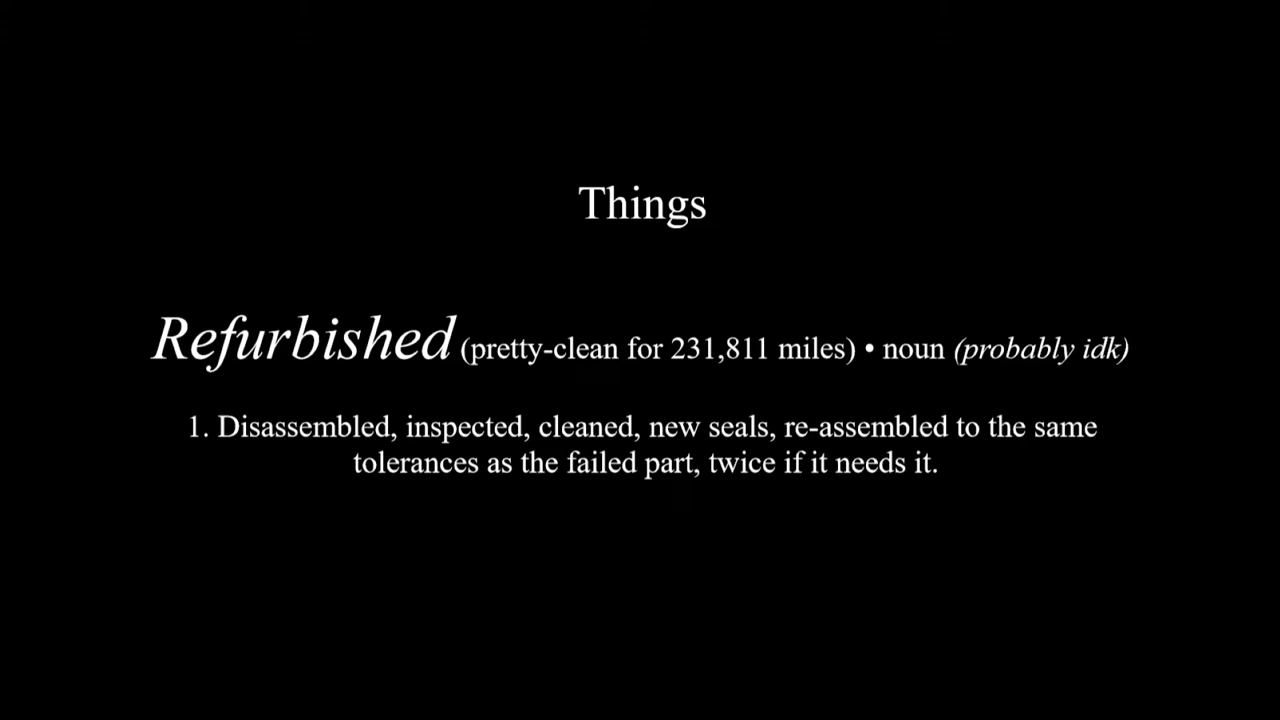 Things
Refurbished (pretty-clean for 231,811 miles) • noun (probably idk)
1. Disassembled, inspected, cleaned, new seals, re-assembled to the same
tolerances as the failed part, twice if it needs it.